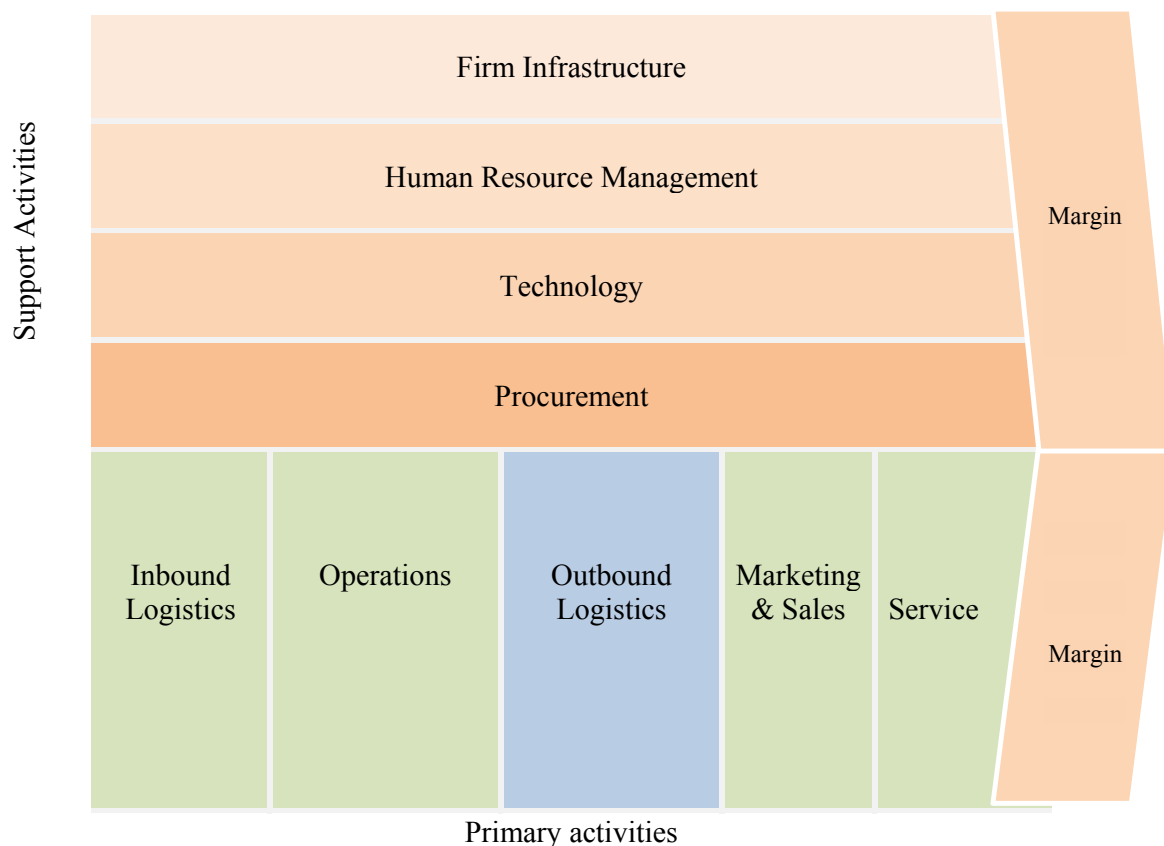 Support Activities
Firm Infrastructure
Human Resource Management
Technology
Procurement
Margin
Inbound
Logistics
Operations
Outbound
Logistics
Marketing
& Sales
Service
Margin
Primary activities